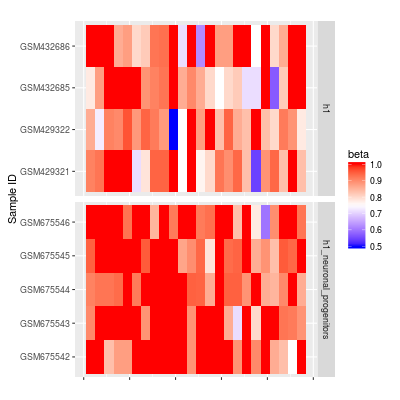 GSM432686
GSM432685
GSM429322
GSM429321
h1
GSM675546
GSM675545
GSM675544
GSM675543
GSM675542
h1_neuronal_progenitors
Sample ID
beta
1.0
0.9
0.8
0.7
0.6
0.5